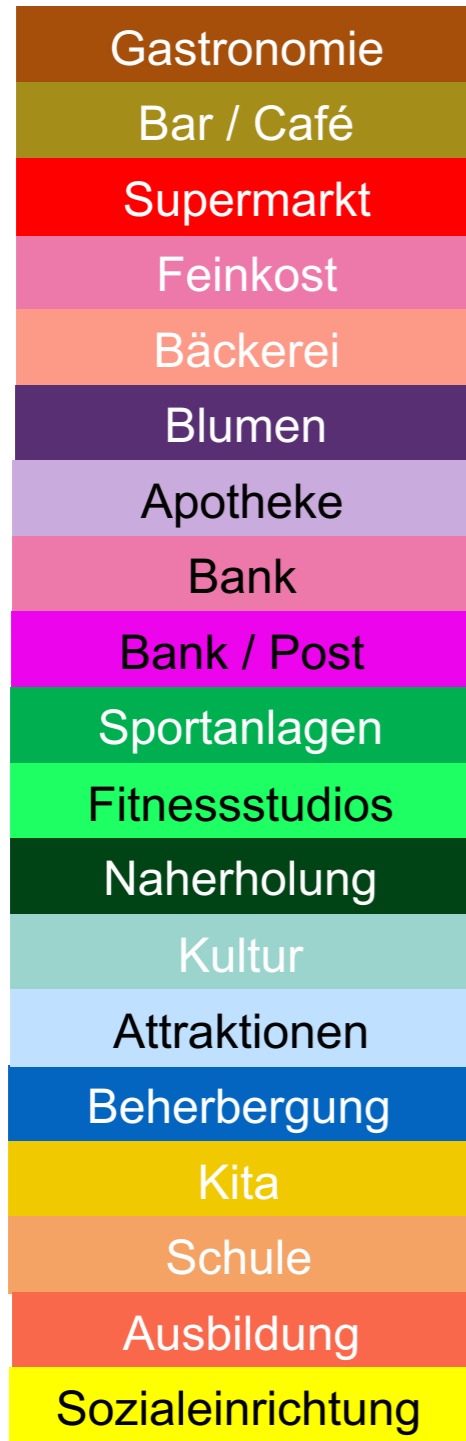 Gastronomie
Bar / Café
Supermarkt
Feinkost
Bäckerei
Blumen
Apotheke
Bank
Bank / Post
Sportanlagen
Fitnessstudios
Naherholung
Kultur
Attraktionen
Beherbergung
Kita
Schule
Ausbildung
Sozialeinrichtung